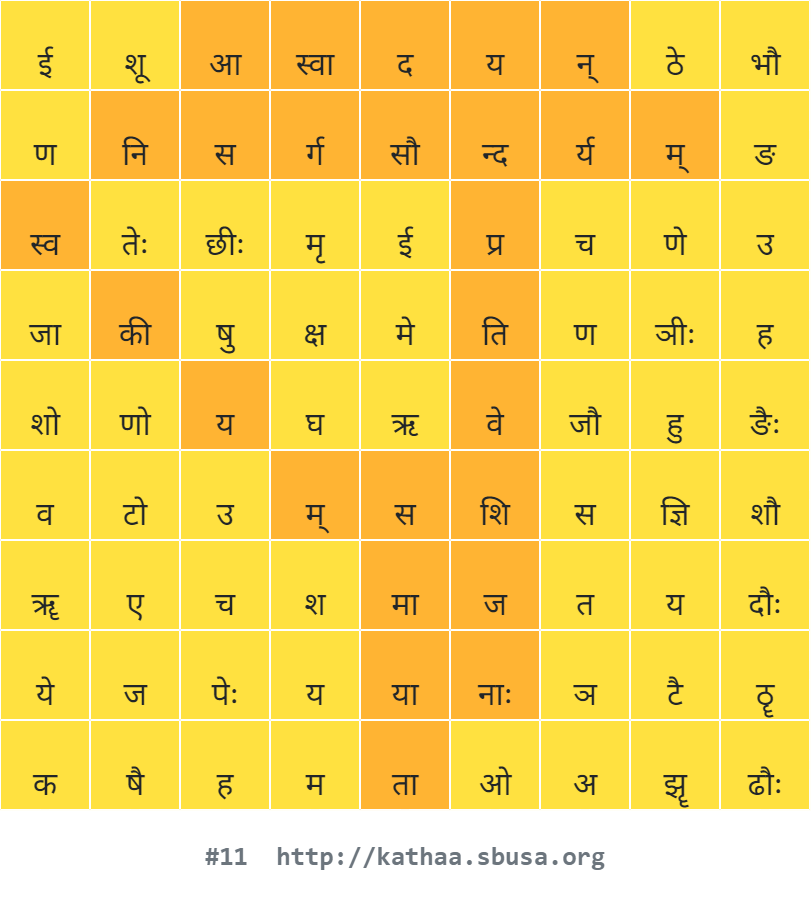 ई शू आ स्वा द य न् ठे भौ
ण नि स र्ग सौ न्द र्य म् ङ
स्व तेः छीः मृ ई प्र च णे उ
जा की षु क्ष मे ति ण ञीः ह
शो णो य घ ऋ वे जौ हु ङैः
व टो उ म् स शि स ज्ञि शौ
ॠ ए च श मा ज त य दौः
ये ज पेः य या नाः ञ टै ठॄ
क षै ह म ता ओ अ झॄ ढौः
#11 http://kathaa.sbusa.org